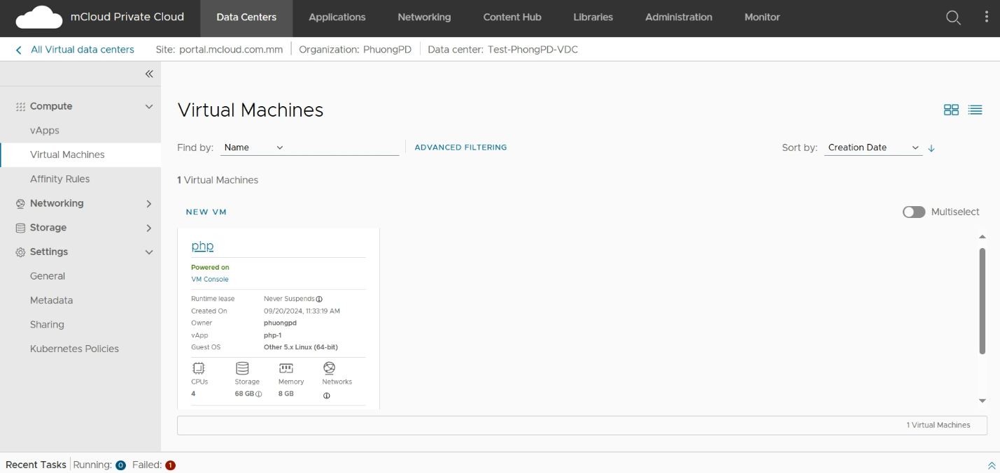 mCloud Private Cloud Data Centers Applications Networking Content Hub Libraries Administration Monitor
All Virtual data centers Site: portal.mcloud.com.mm Organization: PhuongPD Data center: Test-PhongPD-VDC
Compute
vApps
Virtual Machines
Affinity Rules
Networking
Storage
Settings
General
Metadata
Sharing
Kubernetes Policies
Virtual Machines
Find by: Name ADVANCED FILTERING Sort by: Creation Date
1 Virtual Machines
NEW VM Multiselect
php
Powered on
VM Console
Runtime lease Never Suspends
Created On 09/20/2024, 11:33:19 AM
Owner phuongpd
vApp php-1
Guest OS Other 5.x Linux (64-bit)
CPUs Storage Memory Networks
4 68 GB 8 GB
1 Virtual Machines
Recent Tasks Running: 0 Failed: 1